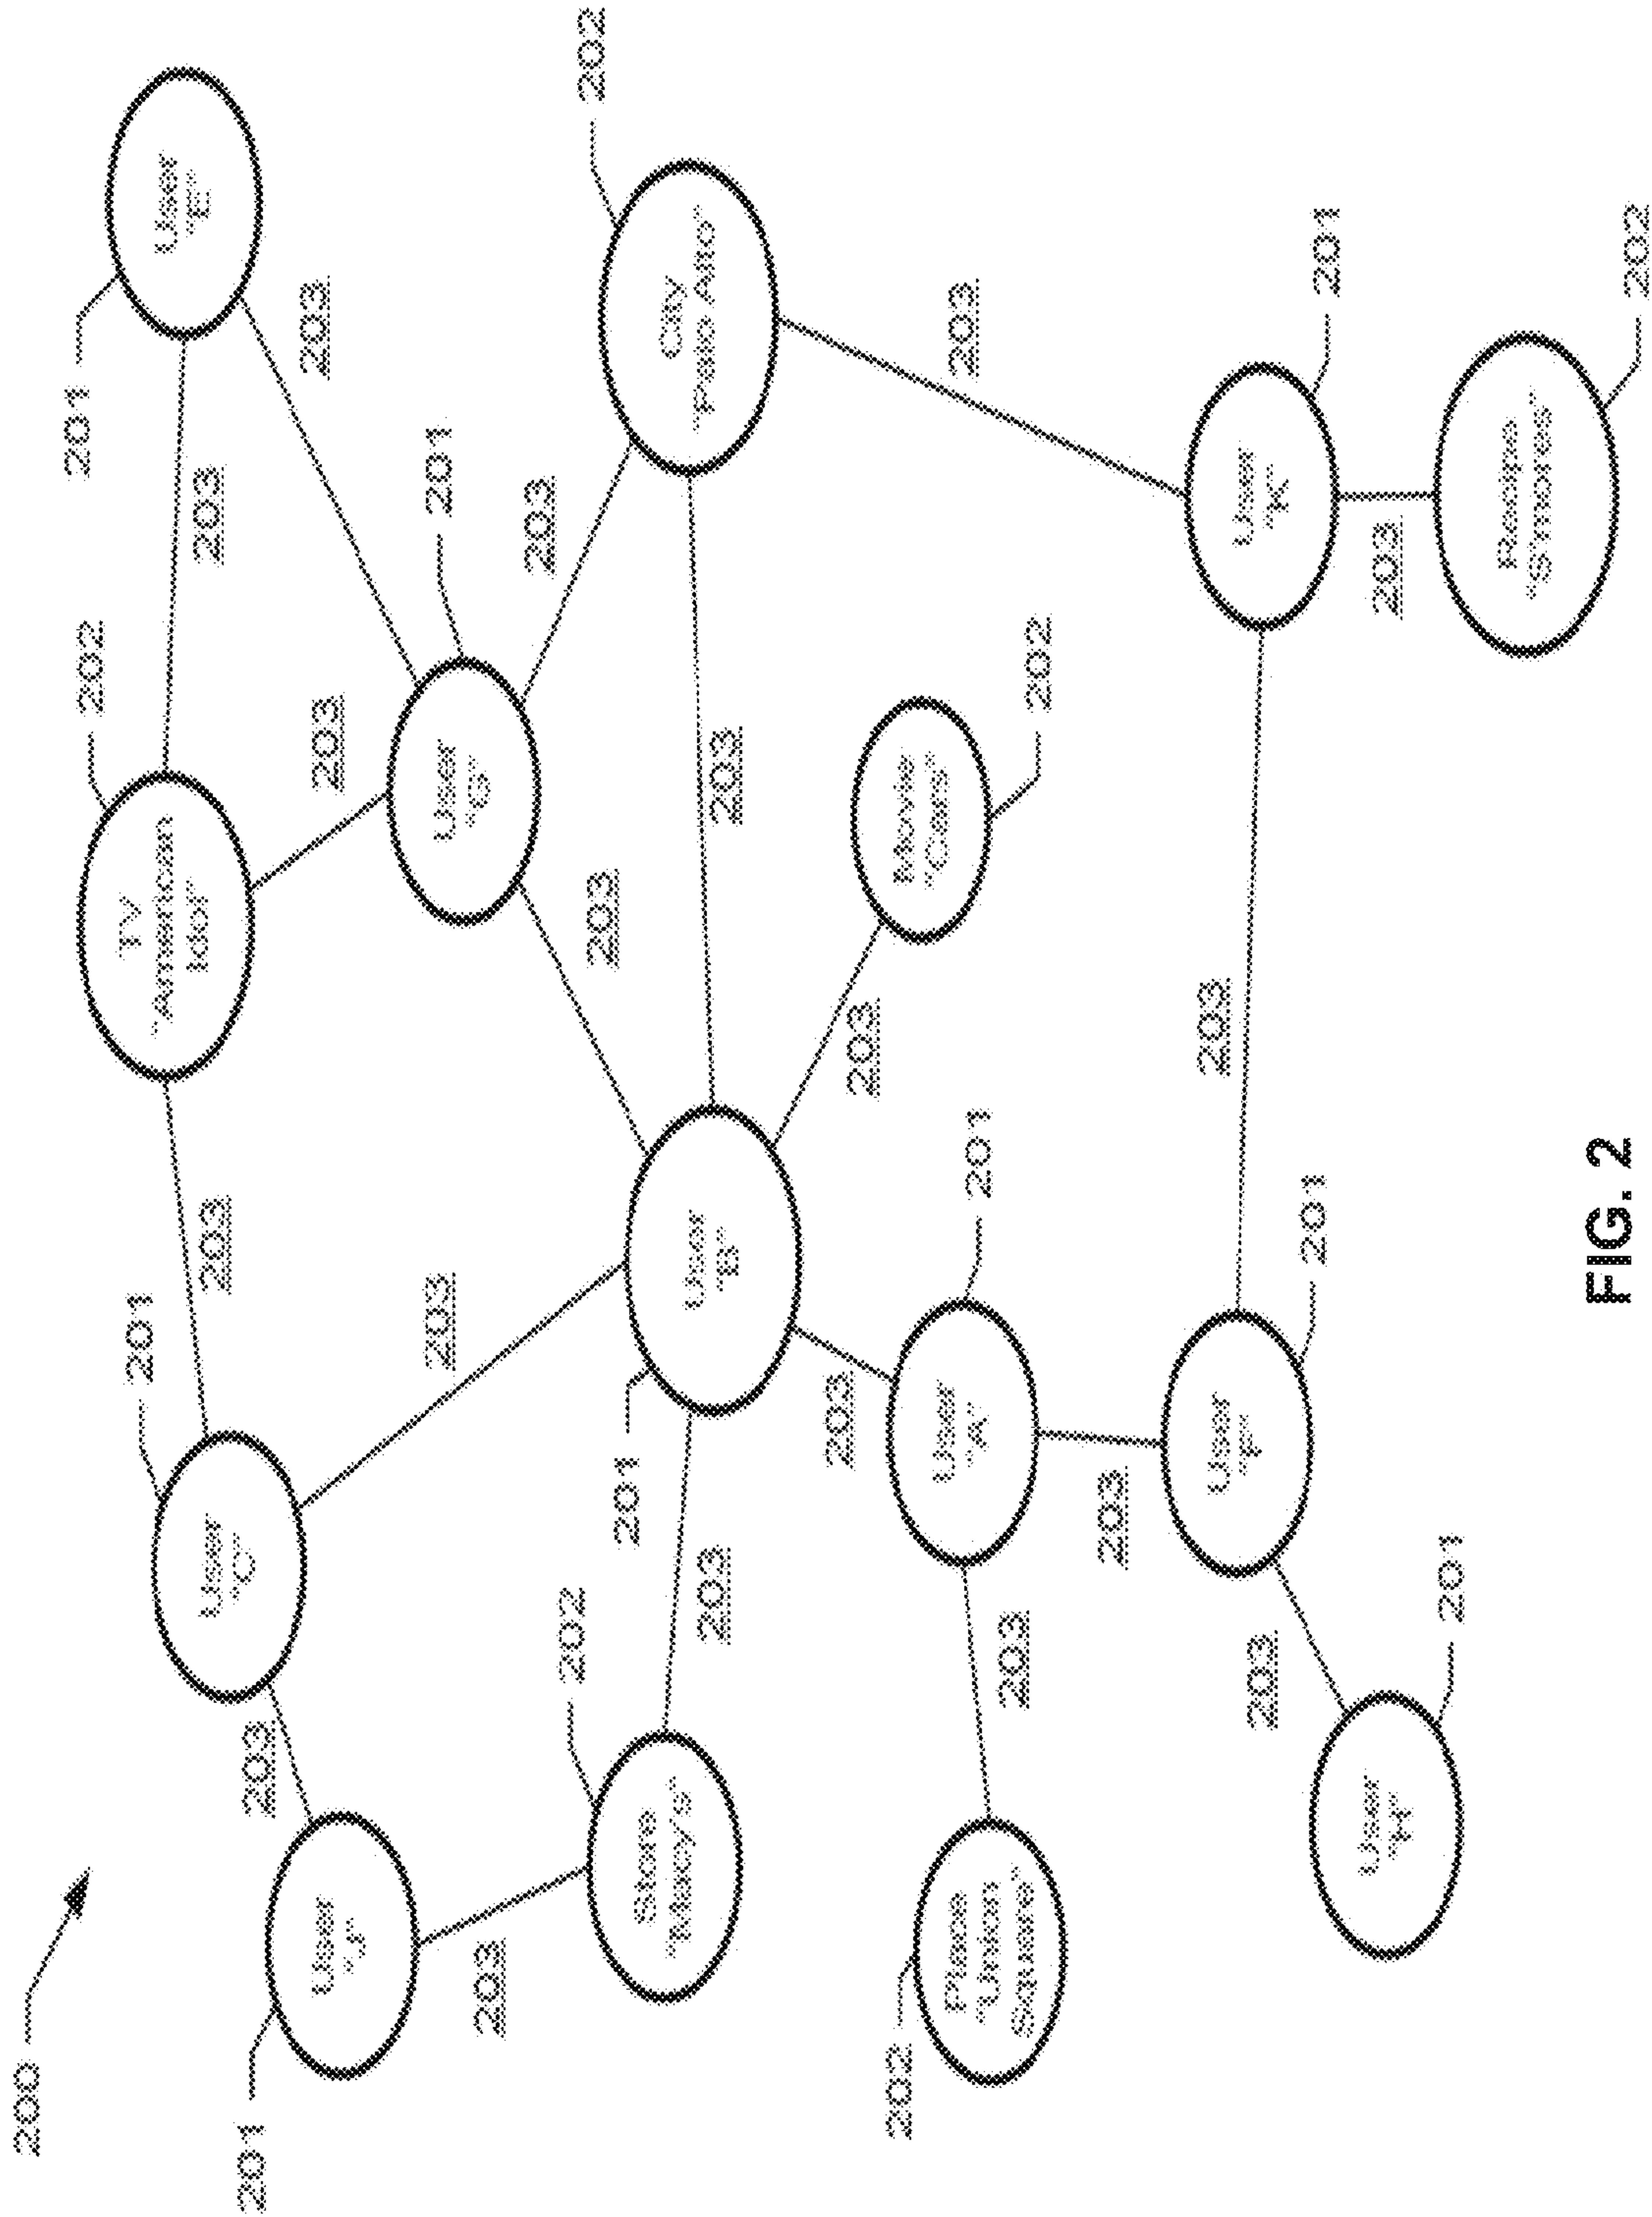 200
201
202
201
201
User
"E"
TV
"American
Idol"
203
203
User
"C"
203
201
203
203
User
"J"
203
201
User
"G"
203
203
202
202
203
201
Store
"Macy's"
City
"Palo Alto"
User
"B"
203
203
203
203
202
Movie
"Cars"
User
"A"
Place
"Union
Square"
203
201
203
202
203
203
User
"F"
User
"K"
203
201
201
User
"H"
203
201
Recipe
"S'mores"
202
FIG. 2